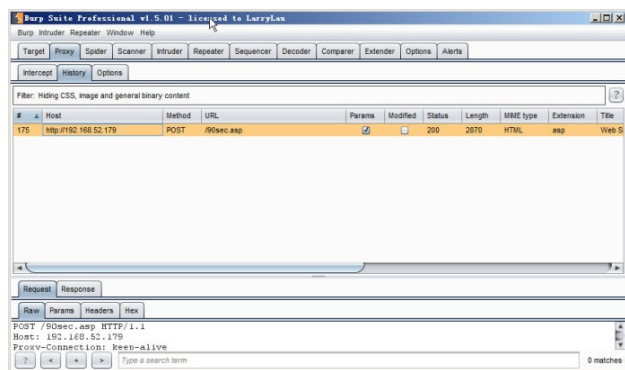 Burp Suite Professional v1.5.01 - licensed to LarryLau
Burp Intruder Repeater Window Help
Target Proxy Spider Scanner Intruder Repeater Sequencer Decoder Comparer Extender Options Alerts
Intercept History Options
Filter: Hiding CSS, image and general binary content ?
# Host Method URL Params Modified Status Length MIME type Extension Title
175 http://192.168.52.179 POST /90sec.asp 200 2870 HTML asp Web S
Request Response
Raw Params Headers Hex
POST /90sec.asp HTTP/1.1
Host: 192.168.52.179
Proxy-Connection: keep-alive
? < + > Type a search term 0 matches